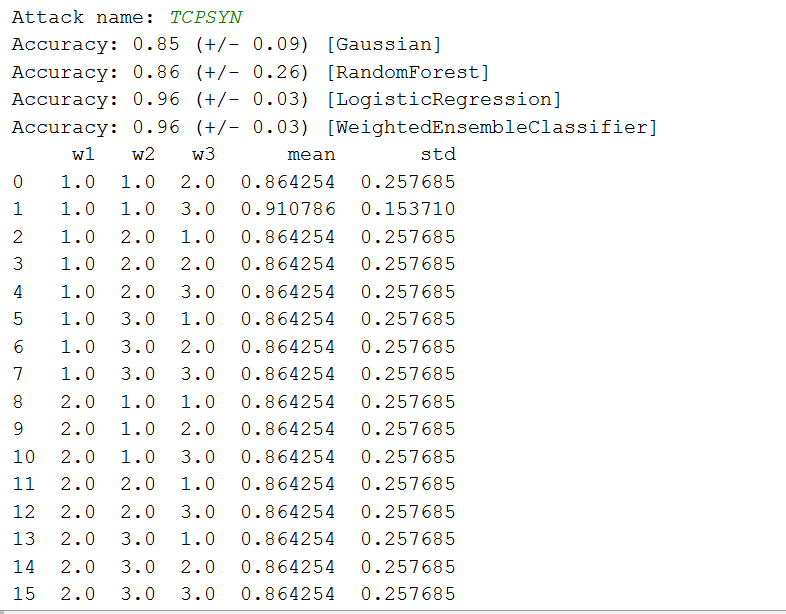 Attack name: TCPSYN
Accuracy: 0.85 (+/- 0.09) [Gaussian]
Accuracy: 0.86 (+/- 0.26) [RandomForest]
Accuracy: 0.96 (+/- 0.03) [LogisticRegression]
Accuracy: 0.96 (+/- 0.03) [WeightedEnsembleClassifier]
w1 w2 w3 mean std
0 1.0 1.0 2.0 0.864254 0.257685
1 1.0 1.0 3.0 0.910786 0.153710
2 1.0 2.0 1.0 0.864254 0.257685
3 1.0 2.0 2.0 0.864254 0.257685
4 1.0 2.0 3.0 0.864254 0.257685
5 1.0 3.0 1.0 0.864254 0.257685
6 1.0 3.0 2.0 0.864254 0.257685
7 1.0 3.0 3.0 0.864254 0.257685
8 2.0 1.0 1.0 0.864254 0.257685
9 2.0 1.0 2.0 0.864254 0.257685
10 2.0 1.0 3.0 0.864254 0.257685
11 2.0 2.0 1.0 0.864254 0.257685
12 2.0 2.0 3.0 0.864254 0.257685
13 2.0 3.0 1.0 0.864254 0.257685
14 2.0 3.0 2.0 0.864254 0.257685
15 2.0 3.0 3.0 0.864254 0.257685